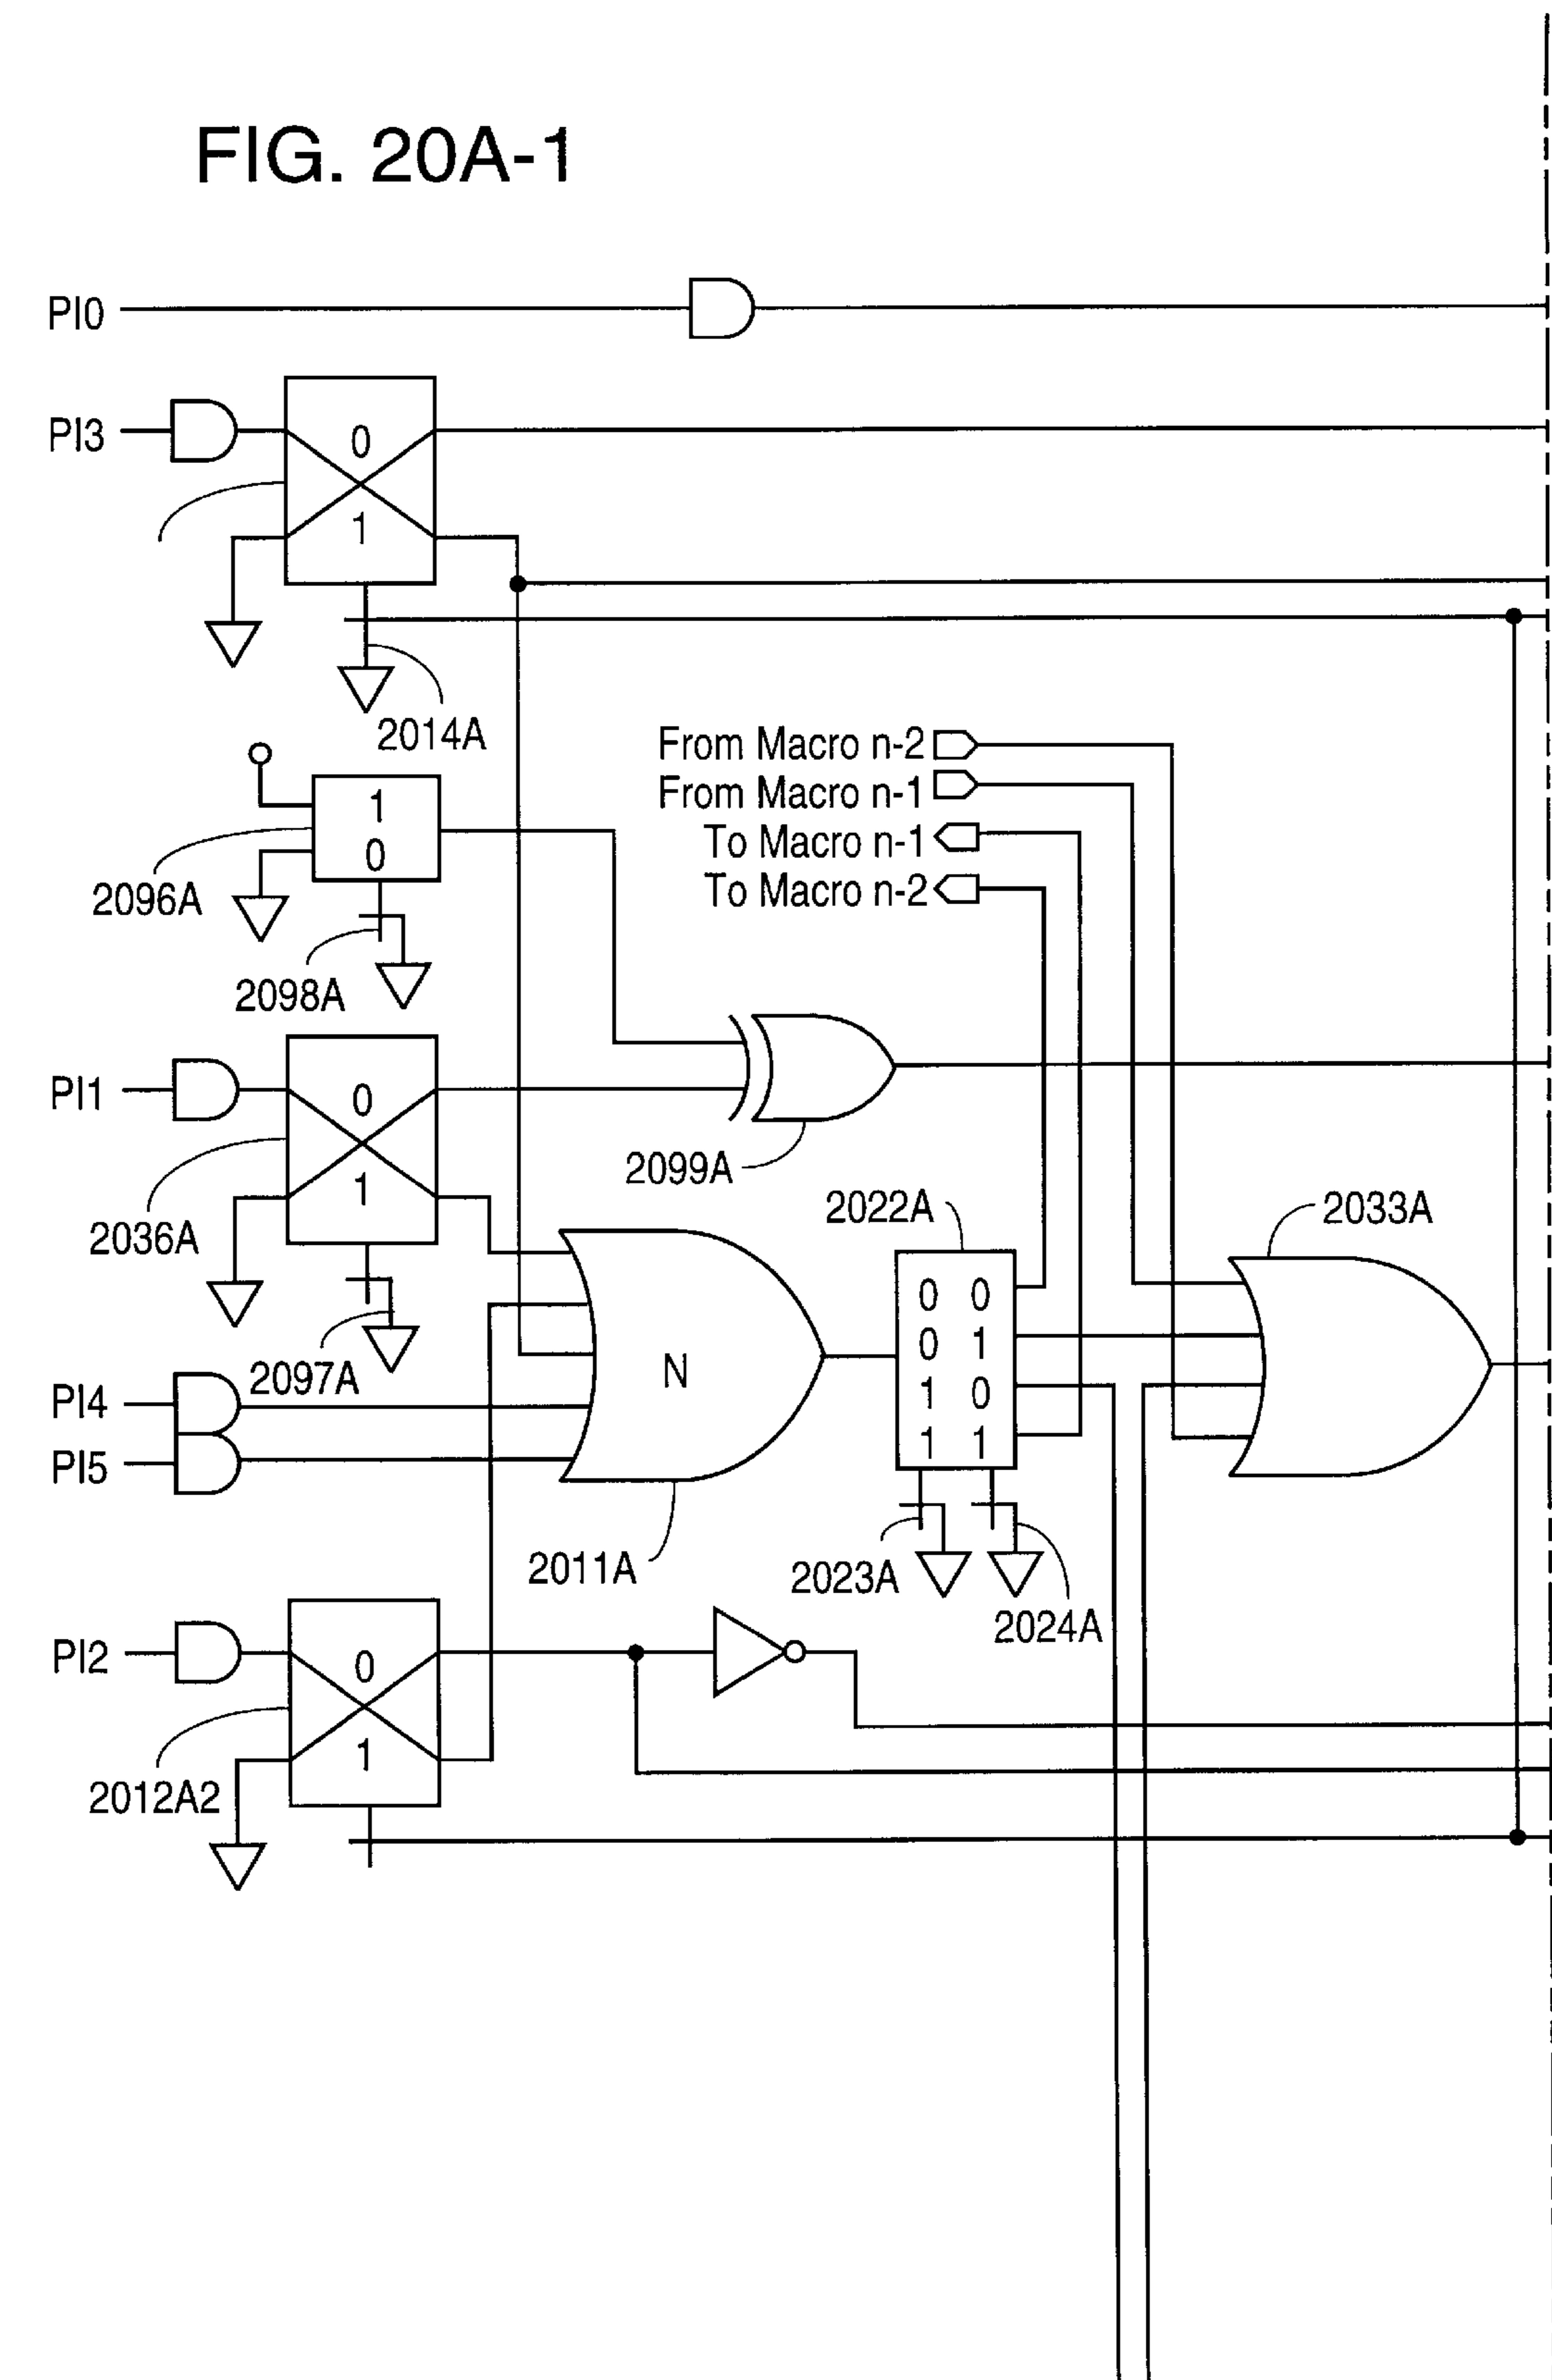 FIG. 20A-1
PI0
PI3
0
1
2014A
From Macro n-2
From Macro n-1
To Macro n-1
To Macro n-2
1
0
2096A
2098A
PI1
0
1
2036A
2099A
2097A
2022A
2033A
0 0
0 1
1 0
1 1
N
PI4
PI5
2011A
2023A
2024A
PI2
0
1
2012A2